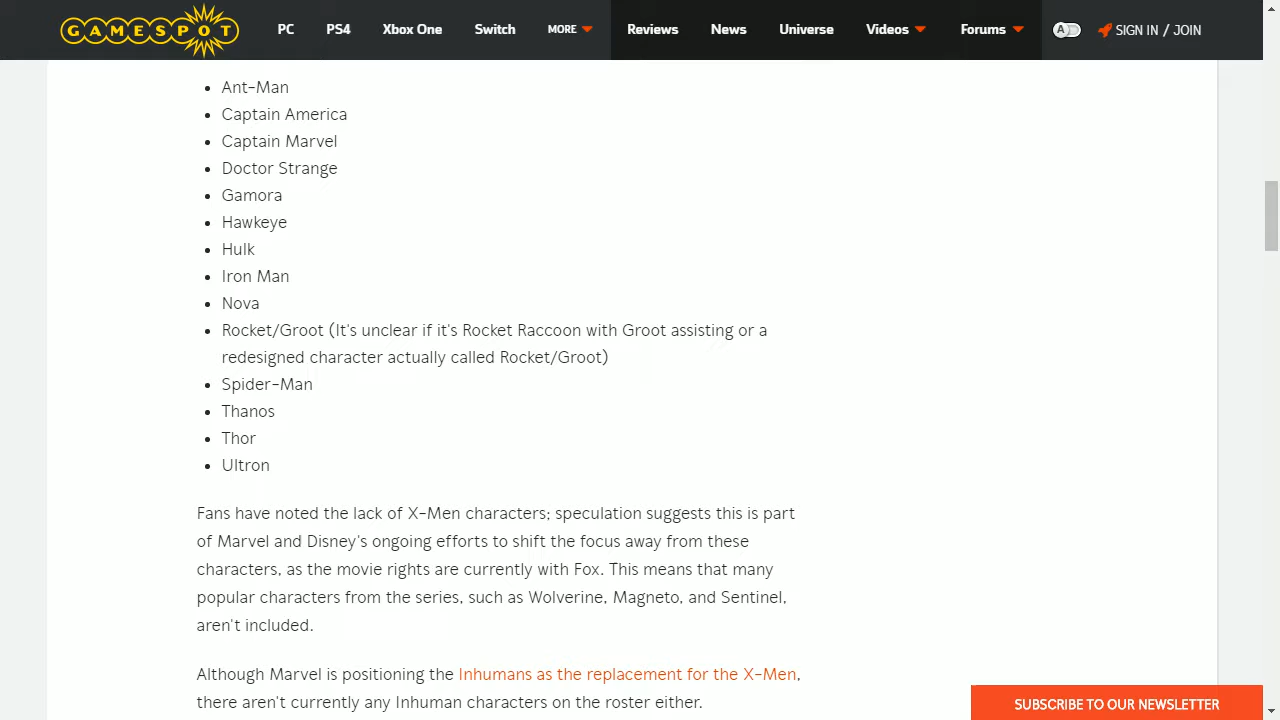 GAMESPOT PC PS4 Xbox One Switch MORE Reviews News Universe Videos Forums A SIGN IN / JOIN
Ant-Man
Captain America
Captain Marvel
Doctor Strange
Gamora
Hawkeye
Hulk
Iron Man
Nova
Rocket/Groot (It's unclear if it's Rocket Raccoon with Groot assisting or a
redesigned character actually called Rocket/Groot)
Spider-Man
Thanos
Thor
Ultron
Fans have noted the lack of X-Men characters; speculation suggests this is part
of Marvel and Disney's ongoing efforts to shift the focus away from these
characters, as the movie rights are currently with Fox. This means that many
popular characters from the series, such as Wolverine, Magneto, and Sentinel,
aren't included.
Although Marvel is positioning the Inhumans as the replacement for the X-Men,
there aren't currently any Inhuman characters on the roster either.
SUBSCRIBE TO OUR NEWSLETTER